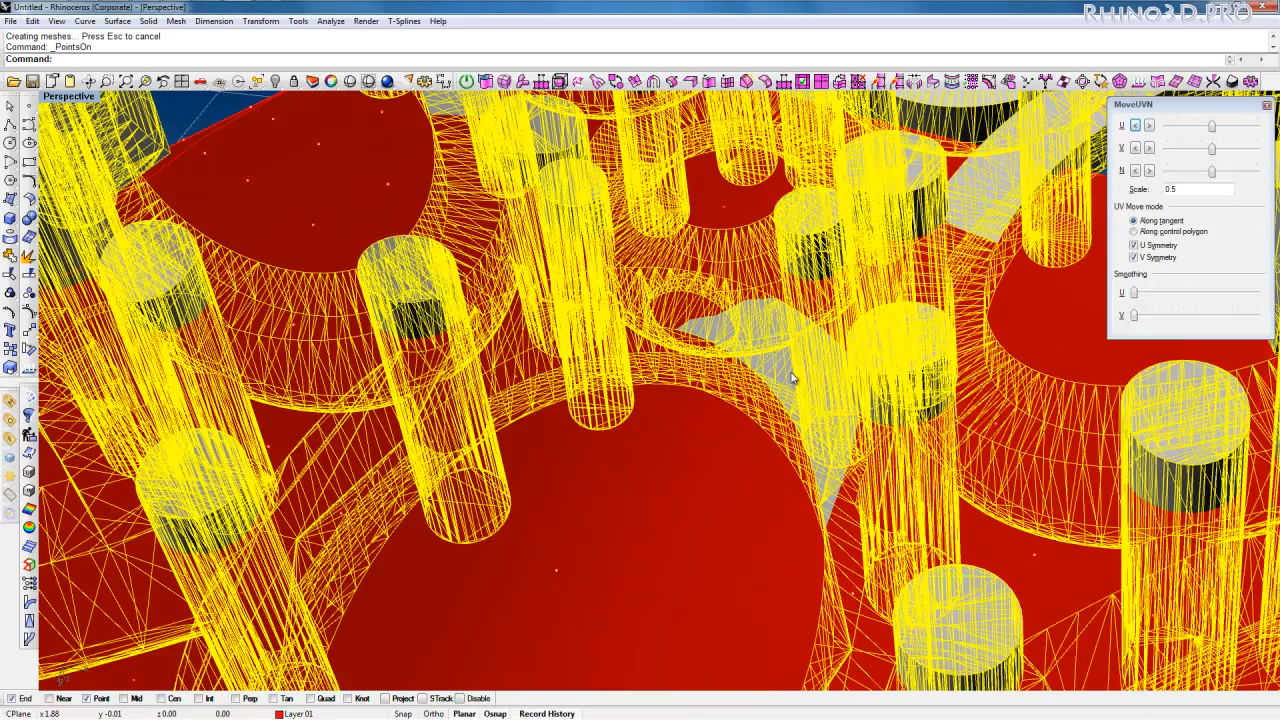 Untitled - Rhinoceros (Corporate) - [Perspective]
RHINO3D.PRO
File Edit View Curve Surface Solid Mesh Dimension Transform Tools Analyze Render T-Splines Help
Creating meshes... Press Esc to cancel
Command: _PointsOn
Command:
Perspective
MoveUVN
U < >
V < >
N < >
Scale: 0.5
UV Move mode
Along tangent
Along control polygon
U Symmetry
V Symmetry
Smoothing
U
V
End Near Point Mid Cen Int Perp Tan Quad Knot Project STrack Disable
CPlane x 1.88 y -0.01 z 0.00 0.00 Layer 01 Snap Ortho Planar Osnap Record History